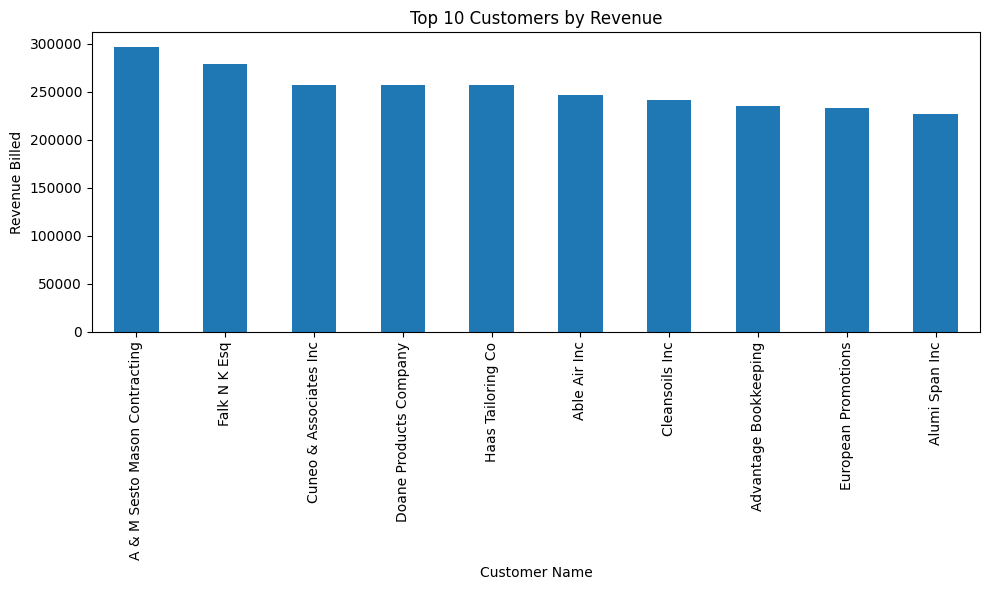 Top 10 Customers by Revenue
Revenue Billed
300000
250000
200000
150000
100000
50000
0
A & M Sesto Mason Contracting
Falk N K Esq
Cuneo & Associates Inc
Doane Products Company
Haas Tailoring Co
Able Air Inc
Cleansoils Inc
Advantage Bookkeeping
European Promotions
Alumi Span Inc
Customer Name